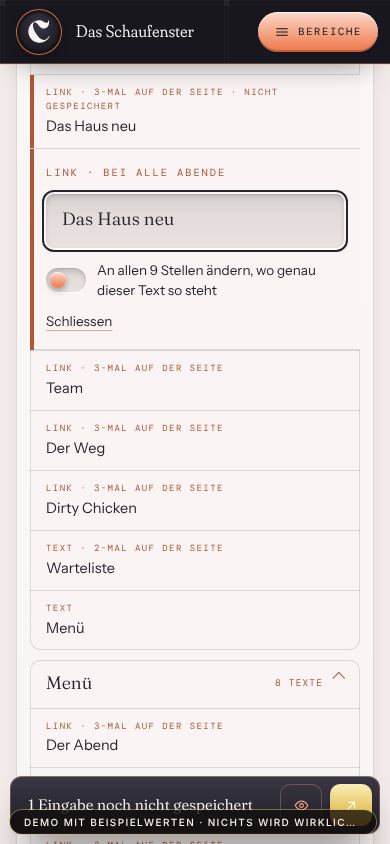 C
Das Schaufenster
BEREICHE
LINK · 3-MAL AUF DER SEITE · NICHT
GESPEICHERT
Das Haus neu
LINK · BEI ALLE ABENDE
Das Haus neu
An allen 9 Stellen ändern, wo genau
dieser Text so steht
Schliessen
LINK · 3-MAL AUF DER SEITE
Team
LINK · 3-MAL AUF DER SEITE
Der Weg
LINK · 3-MAL AUF DER SEITE
Dirty Chicken
TEXT · 2-MAL AUF DER SEITE
Warteliste
TEXT
Menü
Menü
8 TEXTE
LINK · 3-MAL AUF DER SEITE
Der Abend
1 Eingabe noch nicht gespeichert
DEMO MIT BEISPIELWERTEN · NICHTS WIRD WIRKLIC…